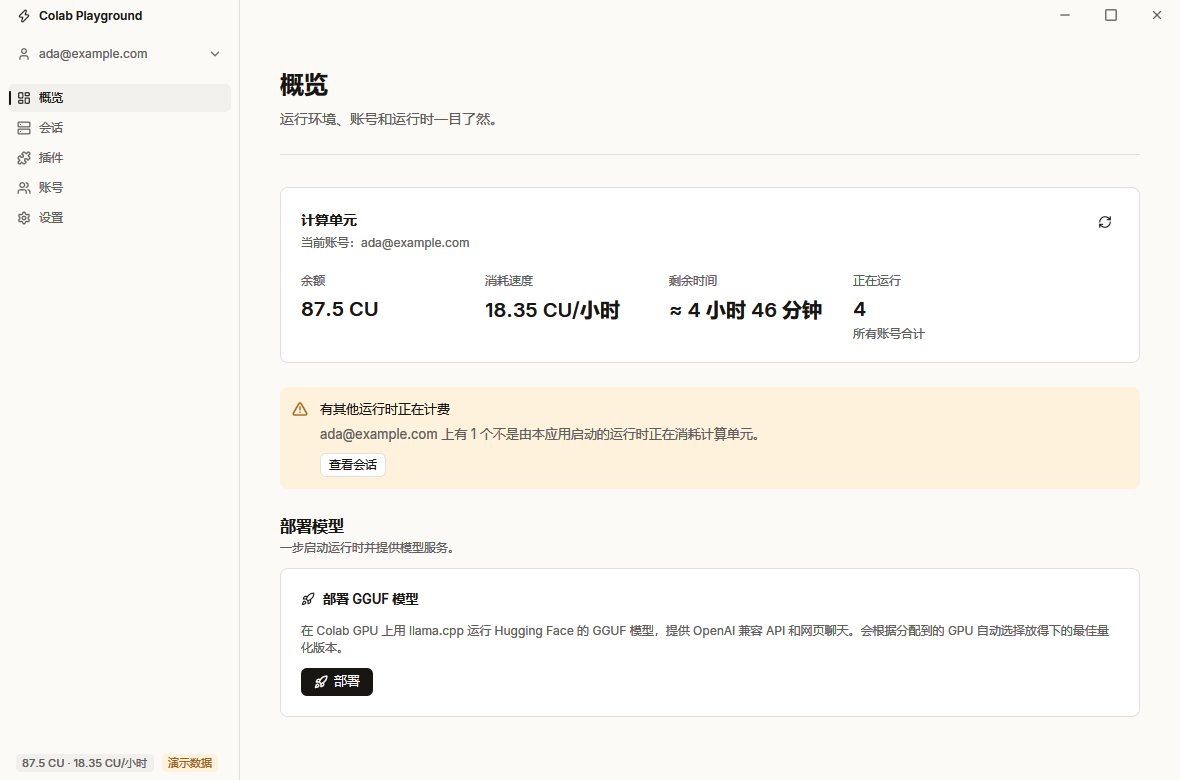 Colab Playground
ada@example.com
概览
会话
插件
账号
设置
87.5 CU · 18.35 CU/小时
演示数据
概览
运行环境、账号和运行时一目了然。
计算单元
当前账号：ada@example.com
余额
87.5 CU
消耗速度
18.35 CU/小时
剩余时间
≈ 4 小时 46 分钟
正在运行
4
所有账号合计
有其他运行时正在计费
ada@example.com 上有 1 个不是由本应用启动的运行时正在消耗计算单元。
查看会话
部署模型
一步启动运行时并提供模型服务。
部署 GGUF 模型
在 Colab GPU 上用 llama.cpp 运行 Hugging Face 的 GGUF 模型，提供 OpenAI 兼容 API 和网页聊天。会根据分配到的 GPU 自动选择放得下的最佳量
化版本。
部署